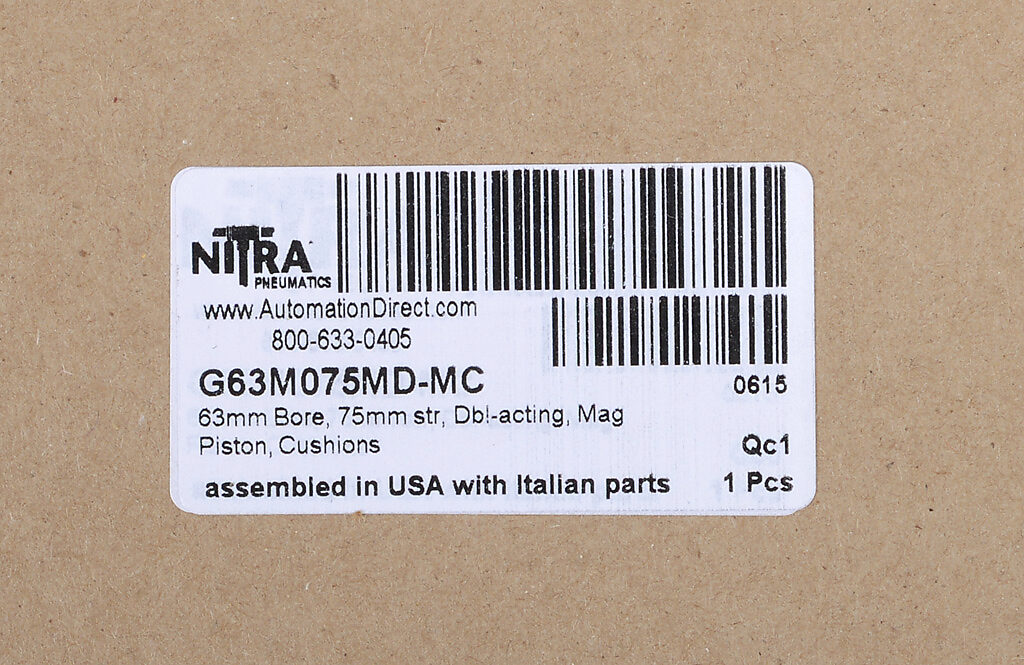 NITRA
PNEUMATICS
www.AutomationDirect.com
800-633-0405
G63M075MD-MC
0615
63mm Bore, 75mm str, Dbl-acting, Mag
Piston, Cushions
Qc1
assembled in USA with Italian parts
1 Pcs